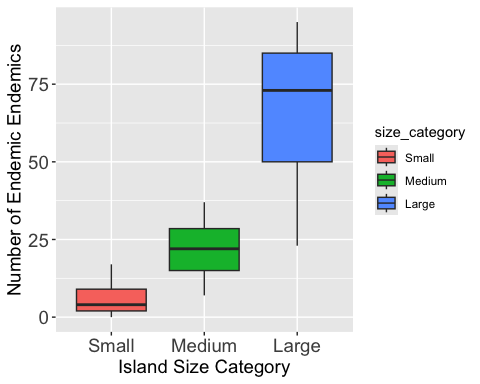 Number of Endemic Endemics
75
50
25
0
Small Medium Large
Island Size Category
size_category
Small
Medium
Large